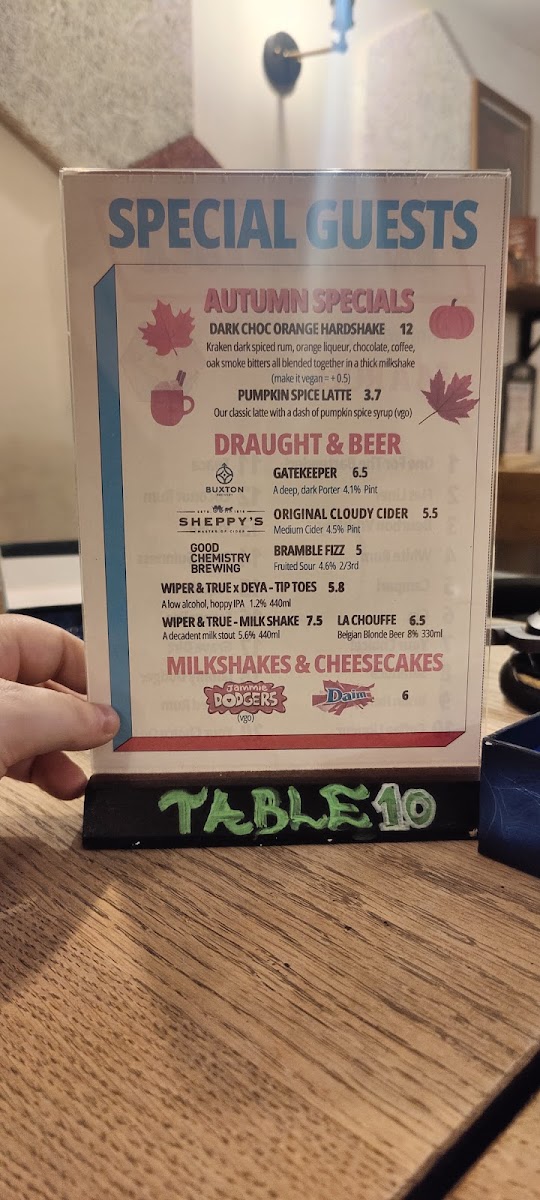 SPECIAL GUESTS
AUTUMN SPECIALS
DARK CHOC ORANGE HARDSHAKE 12
Kraken dark spiced rum, orange liqueur, chocolate, coffee,
oak smoke bitters all blended together in a thick milkshake
(make it vegan = + 0.5)
PUMPKIN SPICE LATTE 3.7
Our classic latte with a dash of pumpkin spice syrup (vgo)
DRAUGHT & BEER
BUXTON
GATEKEEPER 6.5
A deep, dark Porter 4.1% Pint
SHEPPY'S
MASTER OF CIDER
ORIGINAL CLOUDY CIDER 5.5
Medium Cider 4.5% Pint
GOOD
CHEMISTRY
BREWING
BRAMBLE FIZZ 5
Fruited Sour 4.6% 2/3rd
WIPER & TRUE x DEYA - TIP TOES 5.8
A low alcohol, hoppy IPA 1.2% 440ml
WIPER & TRUE - MILK SHAKE 7.5 LA CHOUFFE 6.5
A decadent milk stout 5.6% 440ml Belgian Blonde Beer 8% 330ml
MILKSHAKES & CHEESECAKES
Jammie
DODGERS
(vgo)
Daim 6
TABLE 10